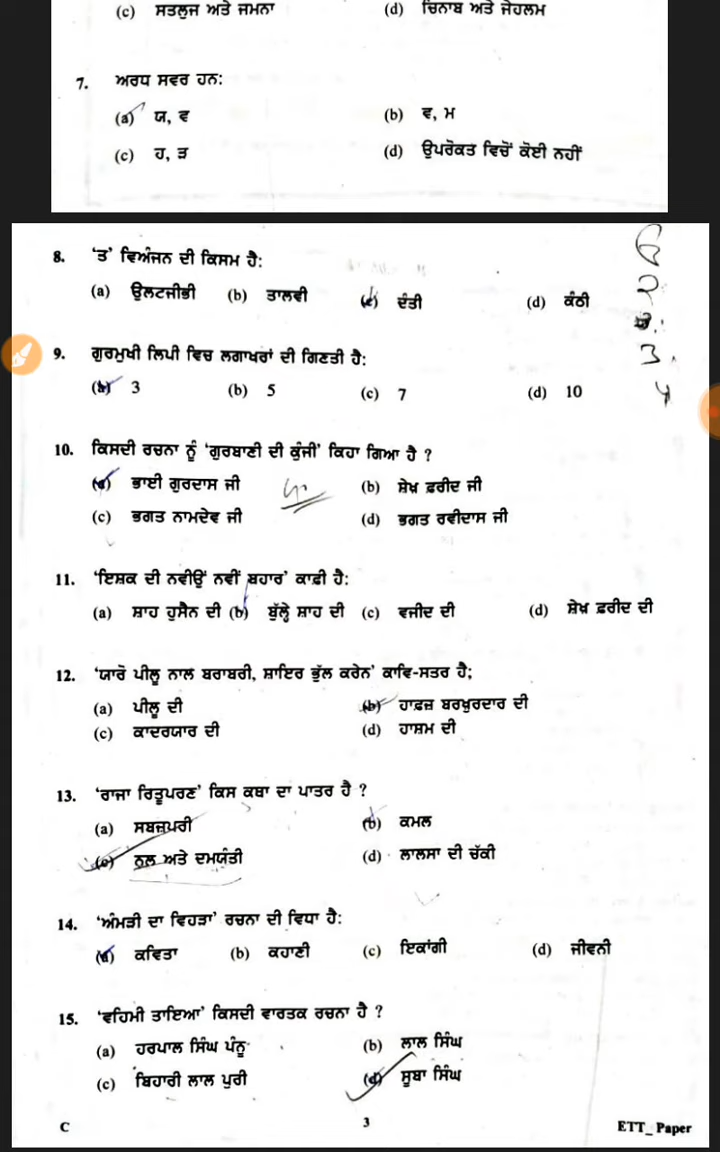 (c) ਸਤਲੁਜ ਅਤੇ ਜਮਨਾ (d) ਚਿਨਾਬ ਅਤੇ ਜੇਹਲਮ
7. ਅਰਧ ਸਵਰ ਹਨ:
(a) ਯ, ਵ (b) ਵ, ਮ
(c) ਹ, ੜ (d) ਉਪਰੋਕਤ ਵਿਚੋਂ ਕੋਈ ਨਹੀਂ
8. 'ਤ' ਵਿਅੰਜਨ ਦੀ ਕਿਸਮ ਹੈ:
(a) ਉਲਟਜੀਭੀ (b) ਤਾਲਵੀ (c) ਦੰਤੀ (d) ਕੰਠੀ
9. ਗੁਰਮੁਖੀ ਲਿਪੀ ਵਿਚ ਲਗਾਖਰਾਂ ਦੀ ਗਿਣਤੀ ਹੈ:
(a) 3 (b) 5 (c) 7 (d) 10
10. ਕਿਸਦੀ ਰਚਨਾ ਨੂੰ 'ਗੁਰਬਾਣੀ ਦੀ ਕੁੰਜੀ' ਕਿਹਾ ਗਿਆ ਹੈ ?
(a) ਭਾਈ ਗੁਰਦਾਸ ਜੀ (b) ਸ਼ੇਖ ਫ਼ਰੀਦ ਜੀ
(c) ਭਗਤ ਨਾਮਦੇਵ ਜੀ (d) ਭਗਤ ਰਵੀਦਾਸ ਜੀ
11. 'ਇਸ਼ਕ ਦੀ ਨਵੀਉਂ ਨਵੀਂ ਬਹਾਰ' ਕਾਫ਼ੀ ਹੈ:
(a) ਸ਼ਾਹ ਹੁਸੈਨ ਦੀ (b) ਬੁੱਲ੍ਹੇ ਸ਼ਾਹ ਦੀ (c) ਵਜੀਦ ਦੀ (d) ਸ਼ੇਖ ਫ਼ਰੀਦ ਦੀ
12. 'ਯਾਰੋ ਪੀਲੂ ਨਾਲ ਬਰਾਬਰੀ, ਸ਼ਾਇਰ ਭੁੱਲ ਕਰੇਨ' ਕਾਵਿ-ਸਤਰ ਹੈ;
(a) ਪੀਲੂ ਦੀ (b) ਹਾਫ਼ਜ਼ ਬਰਖੁਰਦਾਰ ਦੀ
(c) ਕਾਦਰਯਾਰ ਦੀ (d) ਹਾਸ਼ਮ ਦੀ
13. 'ਰਾਜਾ ਰਿਤੂਪਰਣ' ਕਿਸ ਕਥਾ ਦਾ ਪਾਤਰ ਹੈ ?
(a) ਸਬਜ਼ਪਰੀ (b) ਕਮਲ
(c) ਨਲ ਅਤੇ ਦਮਯੰਤੀ (d) ਲਾਲਸਾ ਦੀ ਚੱਕੀ
14. 'ਅੰਮੜੀ ਦਾ ਵਿਹੜਾ' ਰਚਨਾ ਦੀ ਵਿਧਾ ਹੈ:
(a) ਕਵਿਤਾ (b) ਕਹਾਣੀ (c) ਇਕਾਂਗੀ (d) ਜੀਵਨੀ
15. 'ਵਹਿਮੀ ਤਾਇਆ' ਕਿਸਦੀ ਵਾਰਤਕ ਰਚਨਾ ਹੈ ?
(a) ਹਰਪਾਲ ਸਿੰਘ ਪੰਨੂ (b) ਲਾਲ ਸਿੰਘ
(c) ਬਿਹਾਰੀ ਲਾਲ ਪੁਰੀ (d) ਸੂਬਾ ਸਿੰਘ
C 3 ETT_ Paper